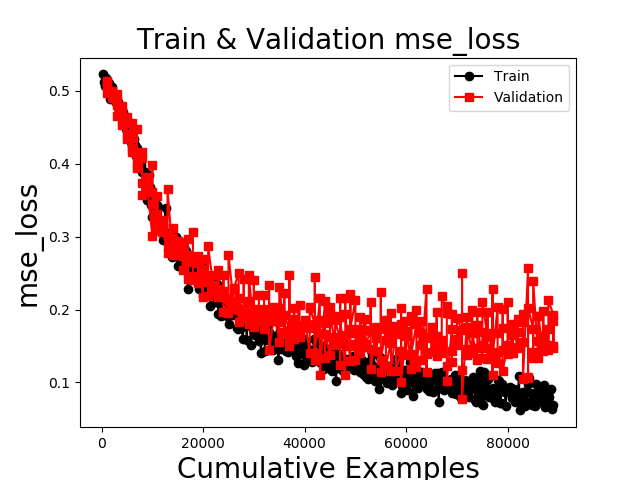 Train & Validation mse_loss
Train
Validation
0.5
0.4
0.3
0.2
0.1
mse_loss
0 20000 40000 60000 80000
Cumulative Examples